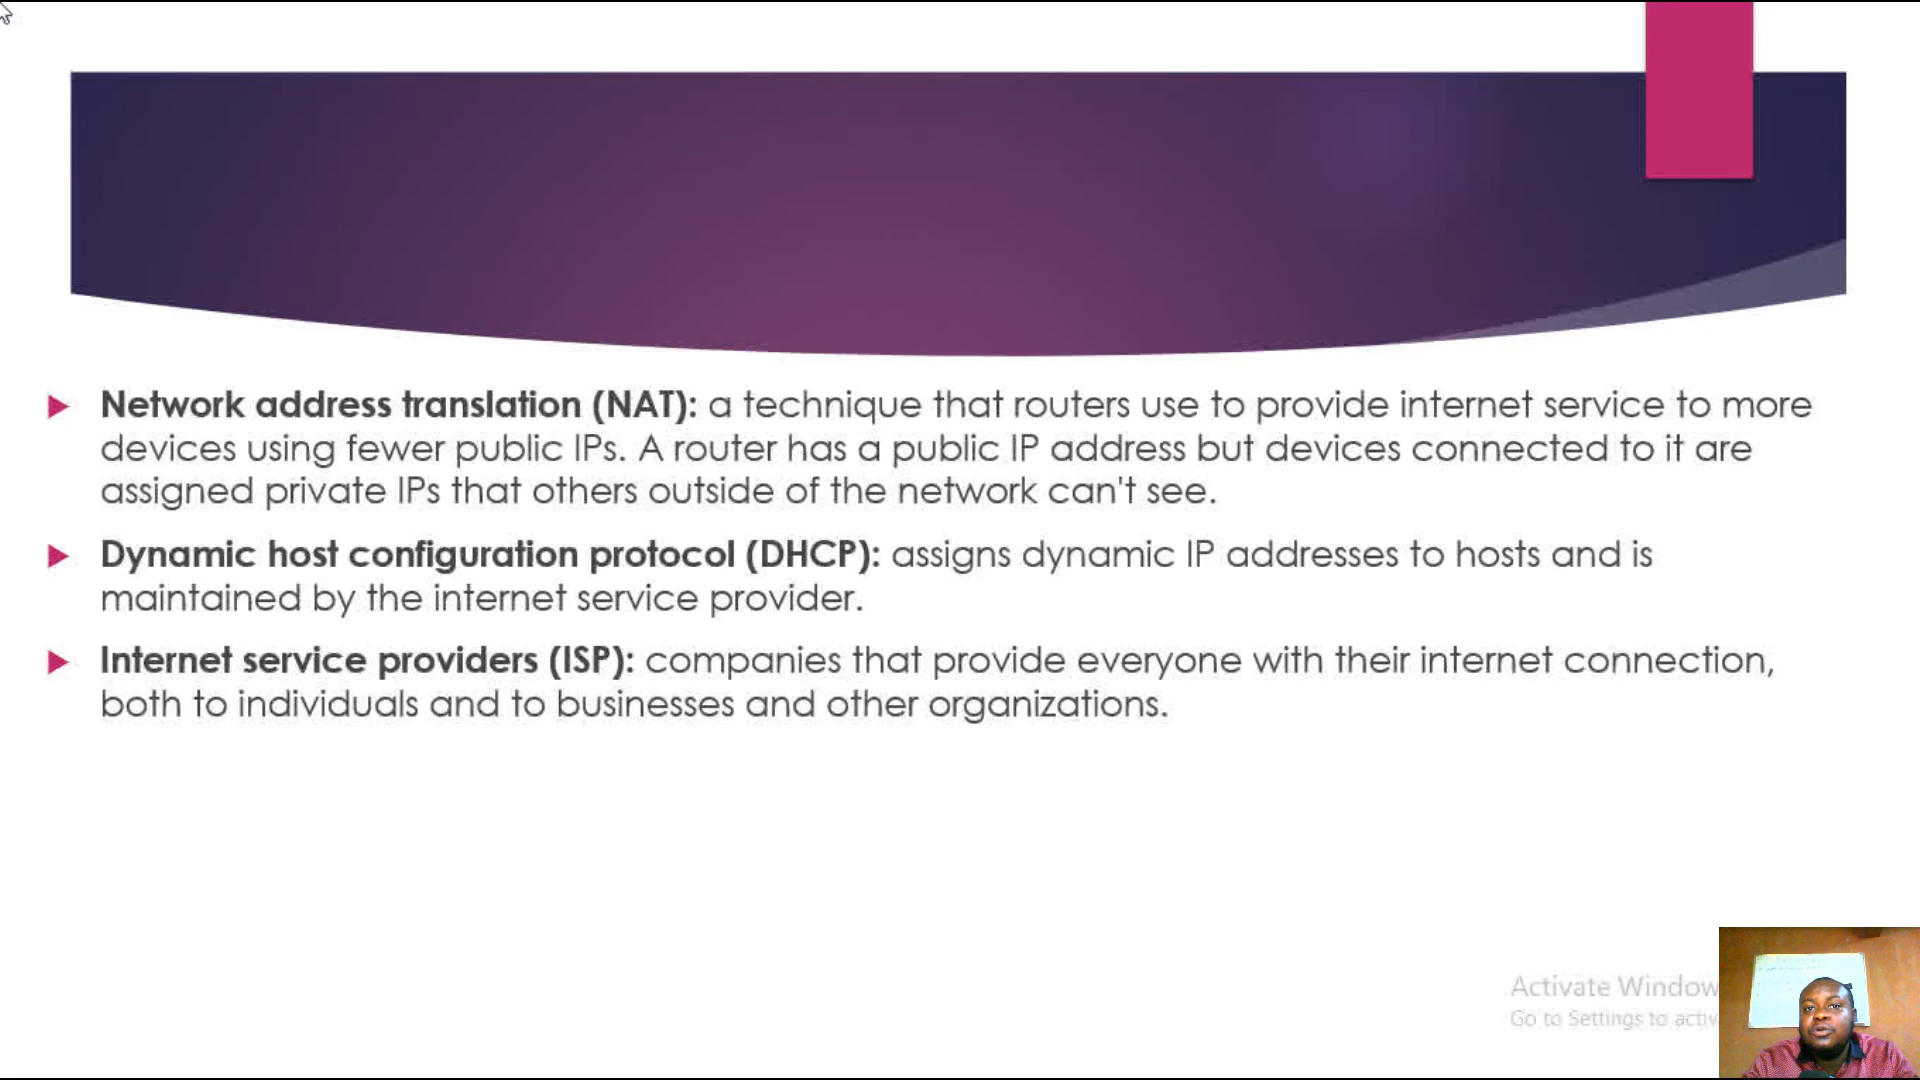 Network address translation (NAT): a technique that routers use to provide internet service to more
devices using fewer public IPs. A router has a public IP address but devices connected to it are
assigned private IPs that others outside of the network can't see.
Dynamic host configuration protocol (DHCP): assigns dynamic IP addresses to hosts and is
maintained by the internet service provider.
Internet service providers (ISP): companies that provide everyone with their internet connection,
both to individuals and to businesses and other organizations.
Activate Window
Go to Settings to activ